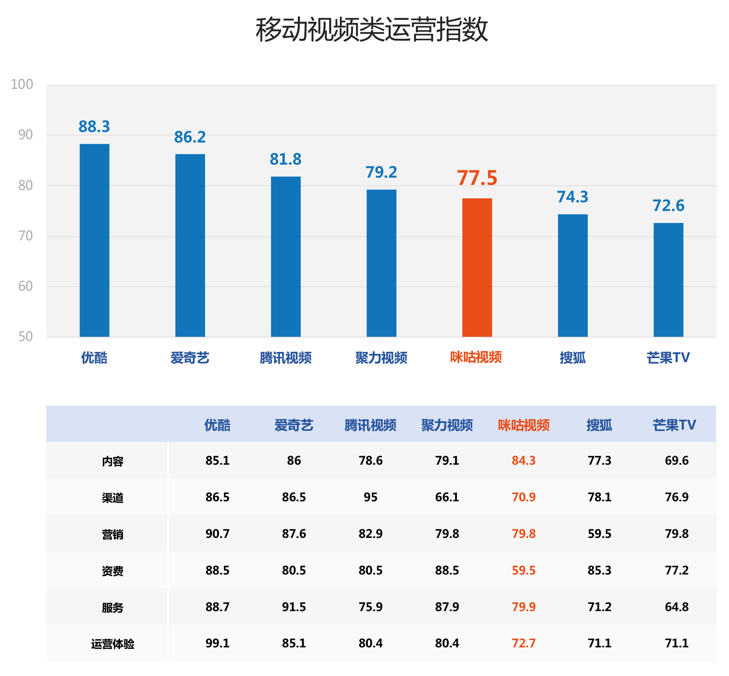 移动视频类运营指数
100
90
80
70
60
50
88.3
86.2
81.8
79.2
77.5
74.3
72.6
优酷 爱奇艺 腾讯视频 聚力视频 咪咕视频 搜狐 芒果TV
优酷 爱奇艺 腾讯视频 聚力视频 咪咕视频 搜狐 芒果TV
内容 85.1 86 78.6 79.1 84.3 77.3 69.6
渠道 86.5 86.5 95 66.1 70.9 78.1 76.9
营销 90.7 87.6 82.9 79.8 79.8 59.5 79.8
资费 88.5 80.5 80.5 88.5 59.5 85.3 77.2
服务 88.7 91.5 75.9 87.9 79.9 71.2 64.8
运营体验 99.1 85.1 80.4 80.4 72.7 71.1 71.1